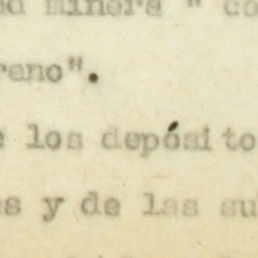 Minera " co
reno".
los depósito
s y de las su